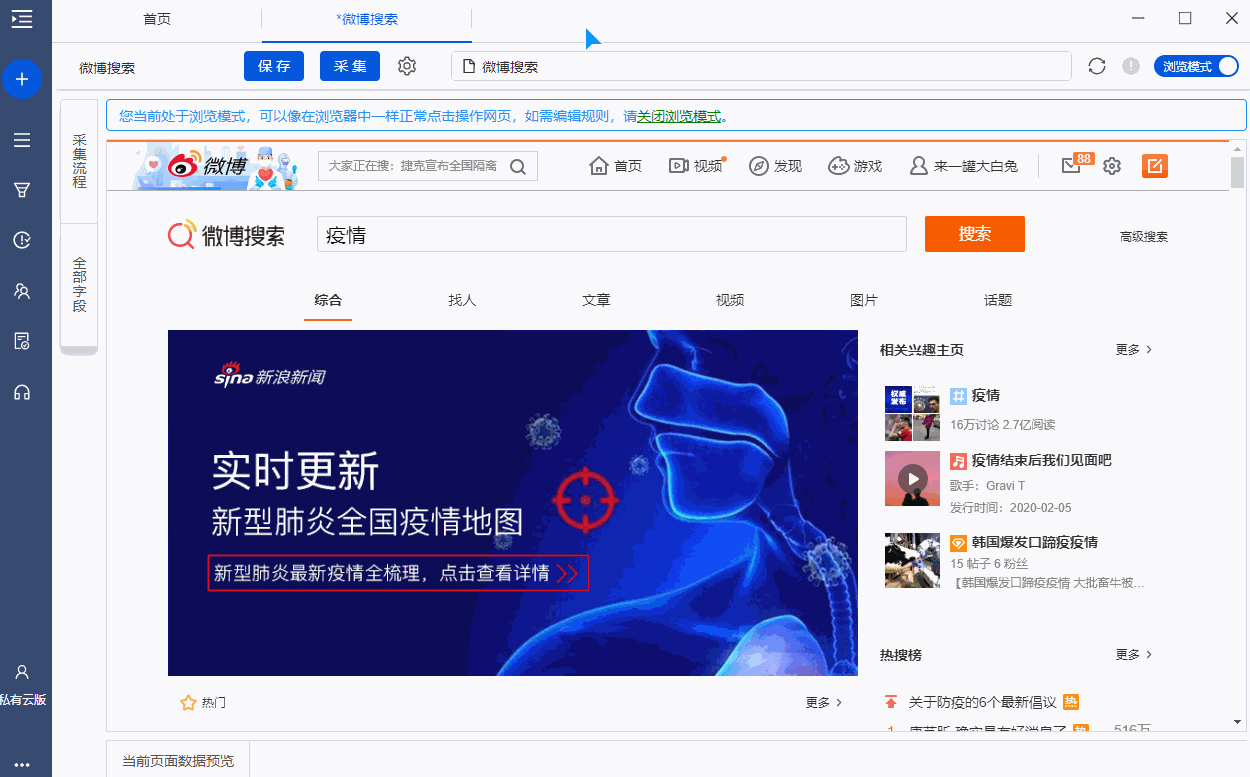 首页
*微博搜索
微博搜索
保存
采集
微博搜索
浏览模式
采集流程
全部字段
您当前处于浏览模式，可以像在浏览器中一样正常点击操作网页，如需编辑规则，请关闭浏览模式。
微博
大家正在搜：捷克宣布全国隔离
首页
视频
发现
游戏
来一罐大白兔
88
微博搜索
疫情
搜索
高级搜索
综合
找人
文章
视频
图片
话题
sina新浪新闻
实时更新
新型肺炎全国疫情地图
新型肺炎最新疫情全梳理，点击查看详情
相关兴趣主页
更多
权威
发布
疫情
16万讨论 2.7亿阅读
疫情结束后我们见面吧
歌手：Gravi T
发行时间：2020-02-05
韩国爆发口蹄疫疫情
15 帖子 6 粉丝
【韩国爆发口蹄疫疫情 大批畜牛被...
热搜榜
更多
热门
更多
关于防疫的6个最新倡议
热
516万
私有云版
当前页面数据预览